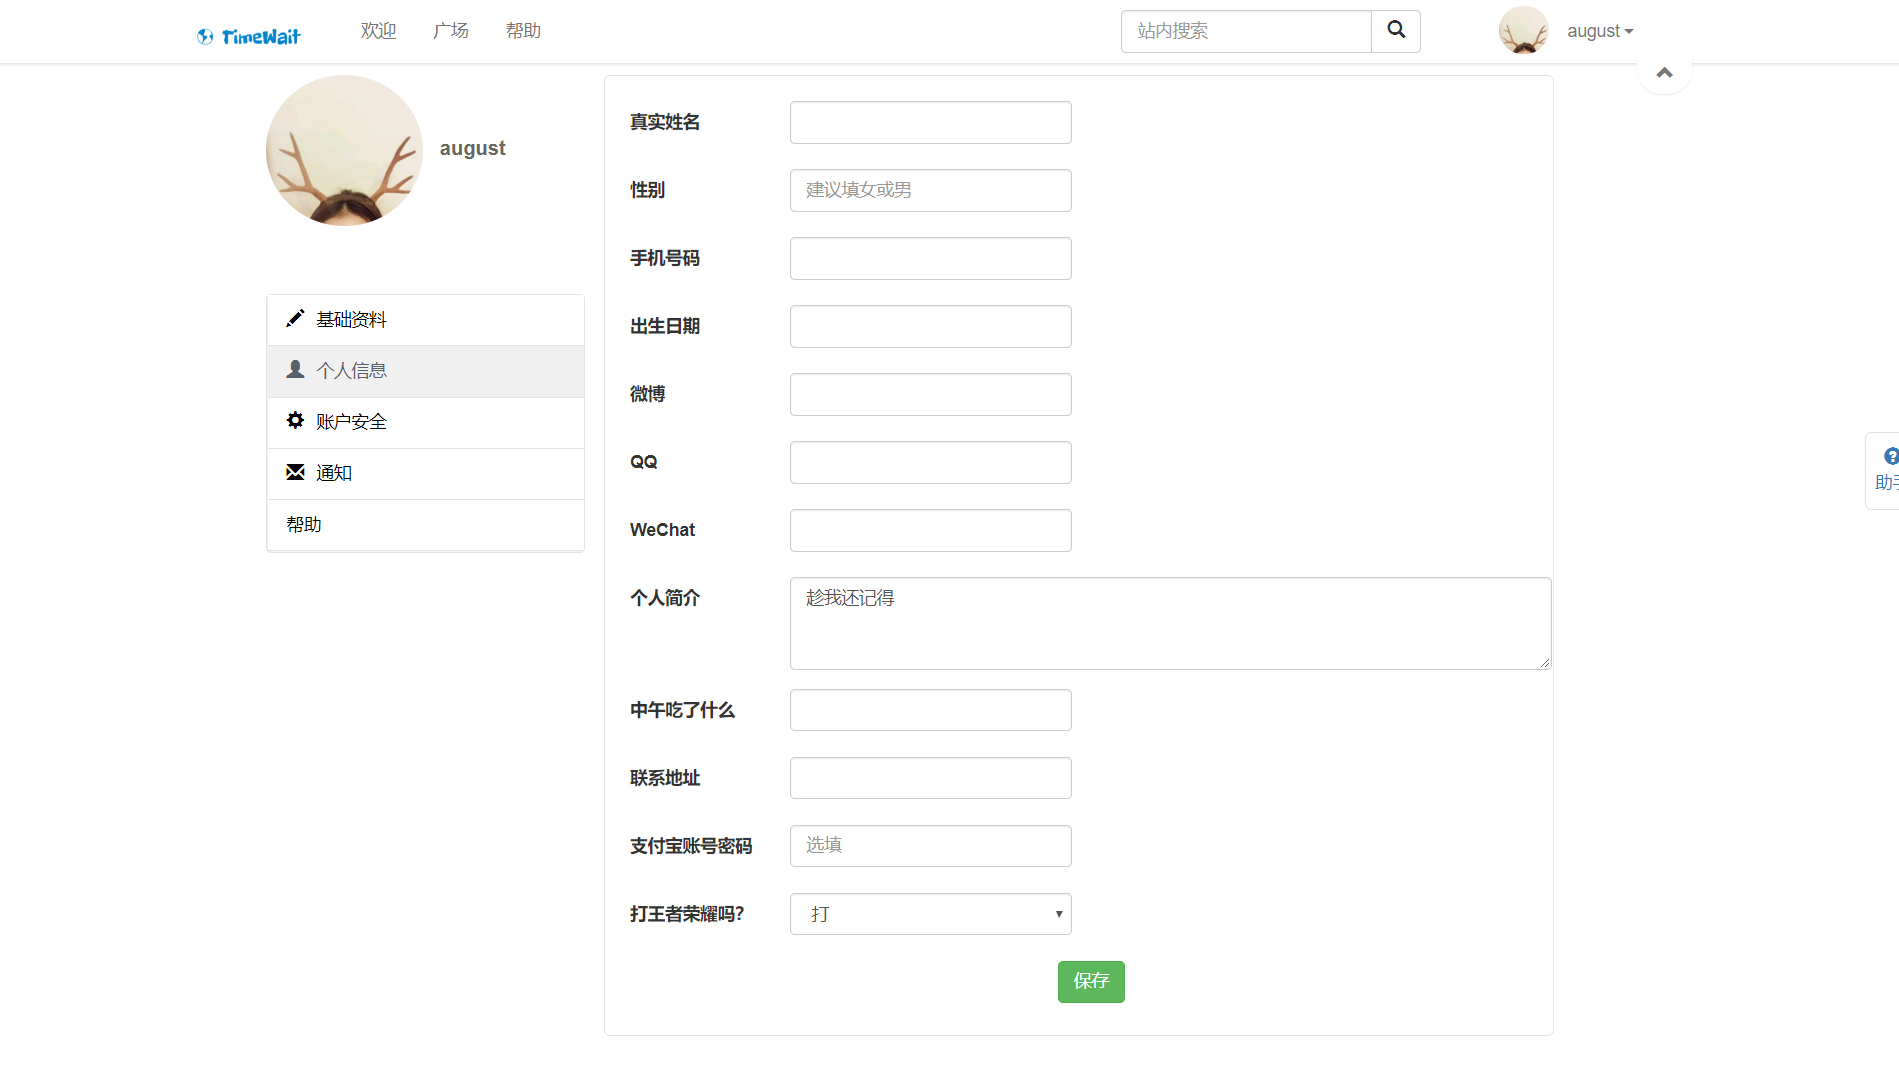 TimeWait 欢迎 广场 帮助 站内搜索 august
august
基础资料
个人信息
账户安全
通知
帮助
真实姓名
性别 建议填女或男
手机号码
出生日期
微博
QQ
WeChat
个人简介 趁我还记得
中午吃了什么
联系地址
支付宝账号密码 选填
打王者荣耀吗? 打
保存
助手